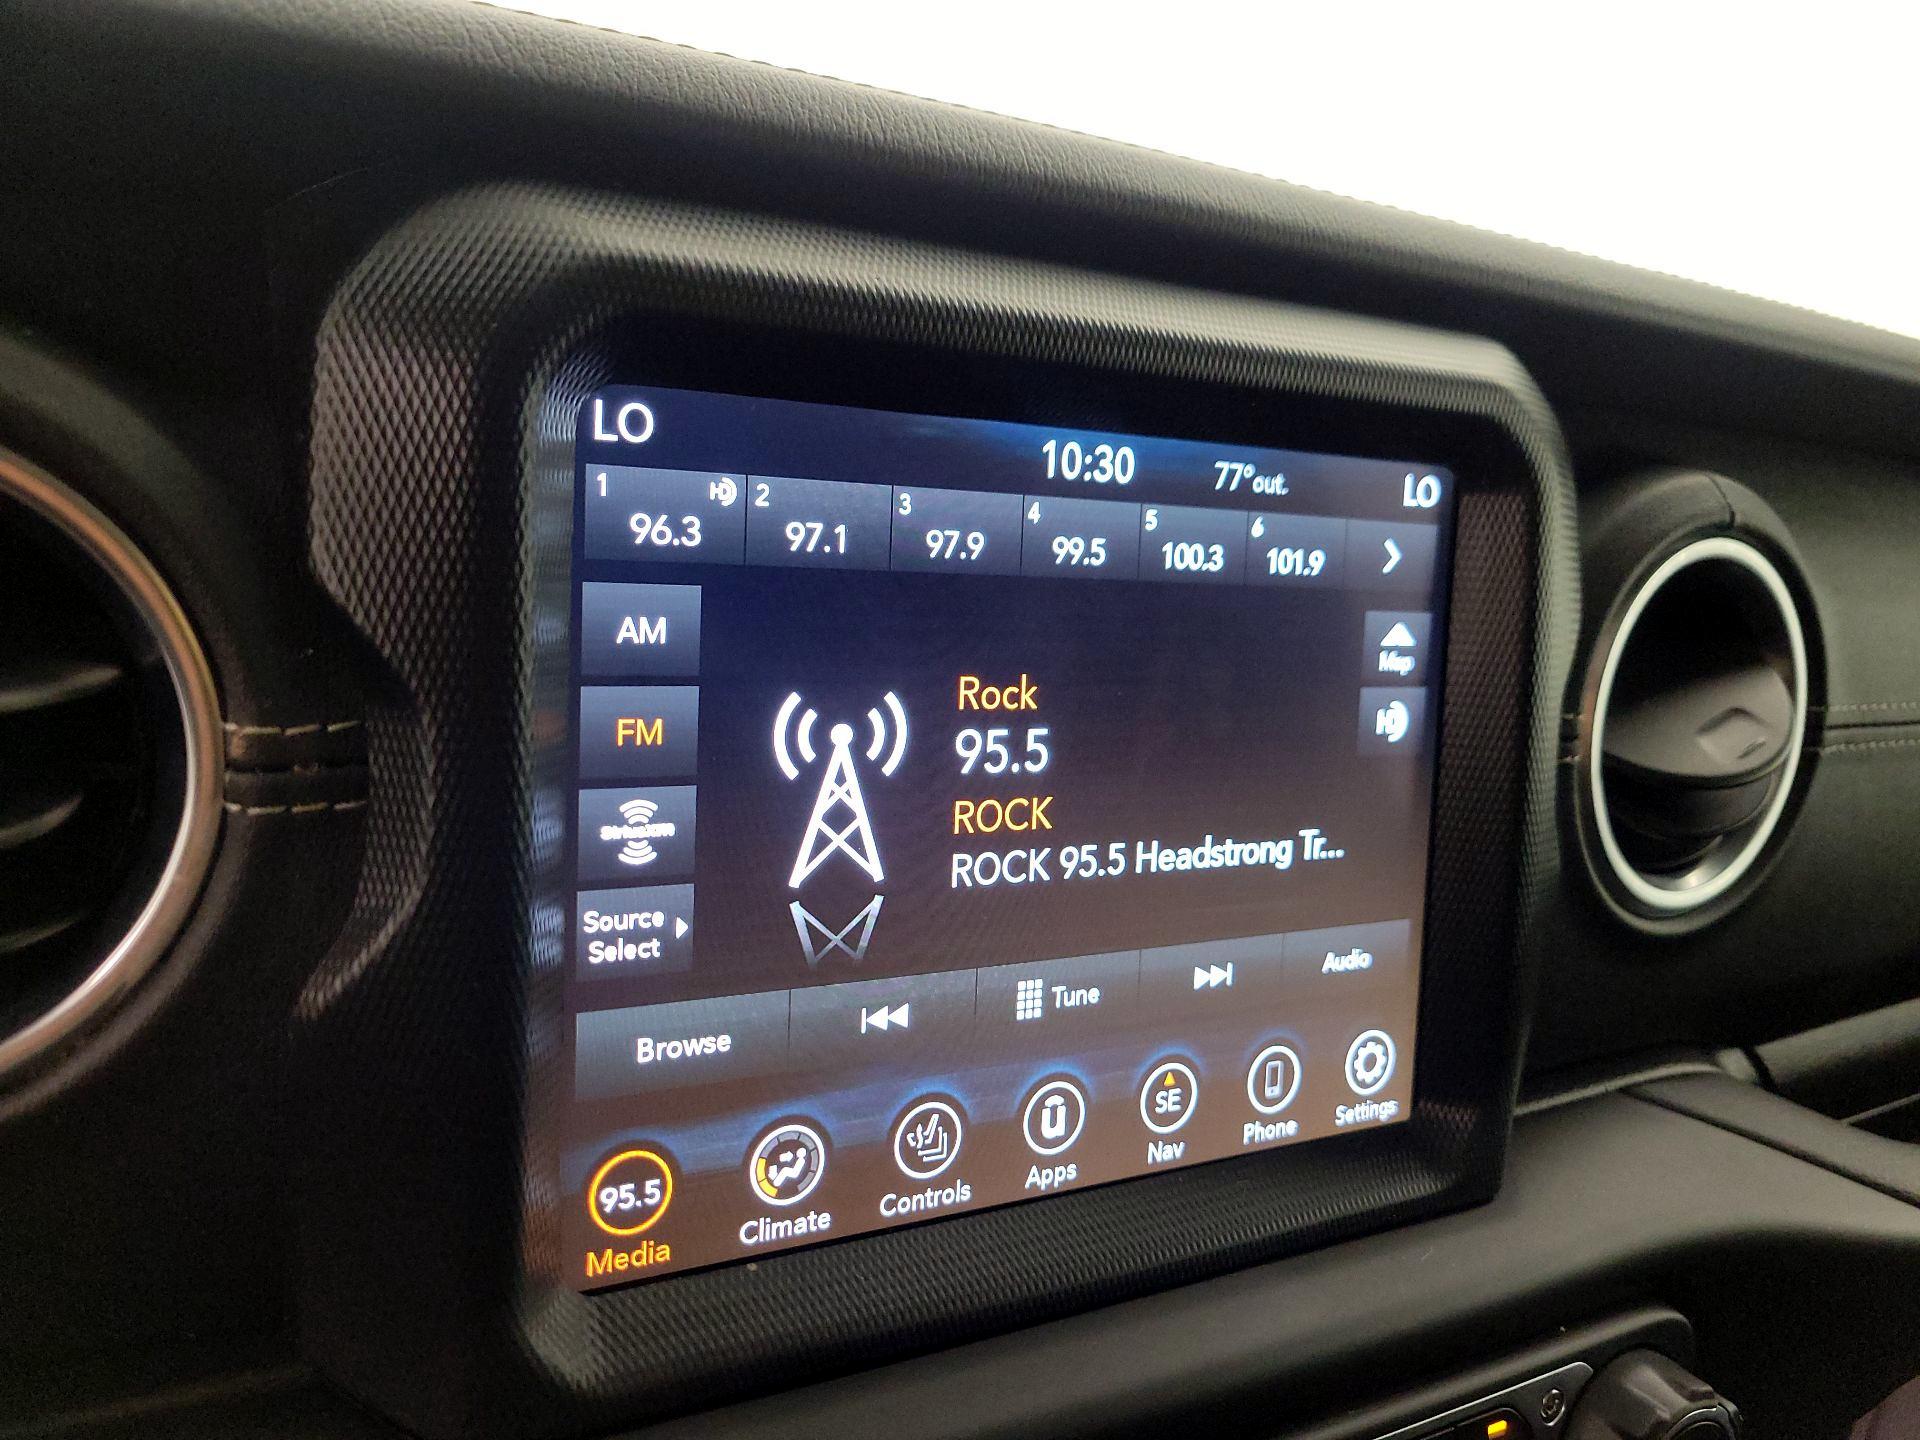 LO 10:30 77°out. LO
1 2 3 4 5 6
96.3 97.1 97.9 99.5 100.3 101.9
AM
Map
FM
Rock
95.5
ROCK
ROCK 95.5 Headstrong Tr...
SiriusXM
Source
Select
Browse Tune Audio
95.5 SE
Media Climate Controls Apps Nav Phone Settings